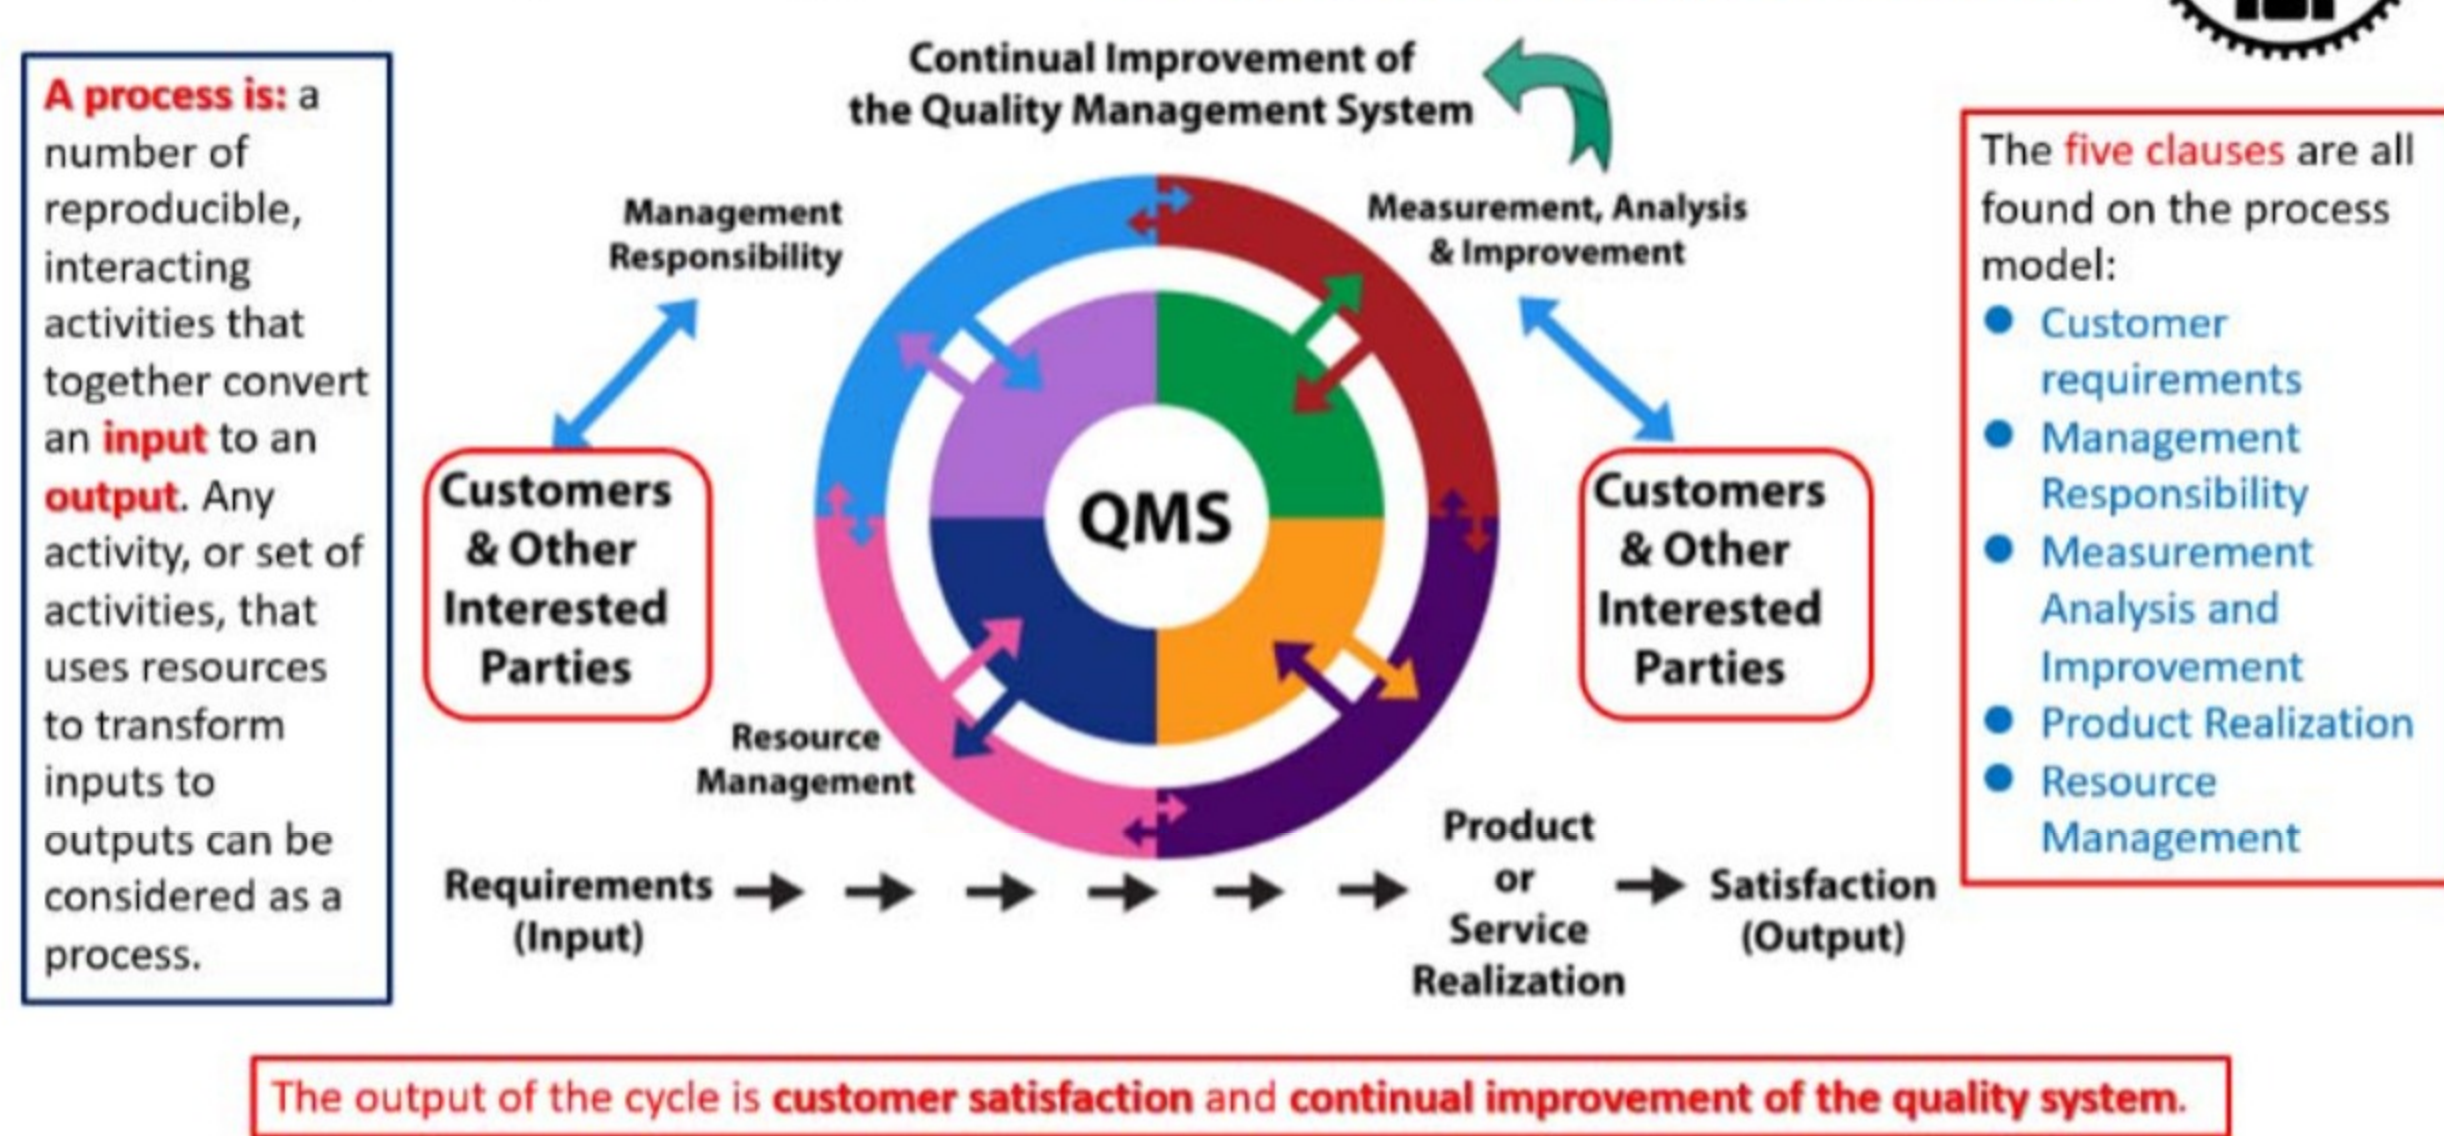 A process is: a
number of
reproducible,
interacting
activities that
together convert
an input to an
output. Any
activity, or set of
activities, that
uses resources
to transform
inputs to
outputs can be
considered as a
process.
Continual Improvement of
the Quality Management System
Management
Responsibility
Measurement, Analysis
& Improvement
Customers
& Other
Interested
Parties
QMS
Customers
& Other
Interested
Parties
Resource
Management
Requirements
(Input)
Product
or
Service
Realization
Satisfaction
(Output)
The five clauses are all
found on the process
model:
Customer
requirements
Management
Responsibility
Measurement
Analysis and
Improvement
Product Realization
Resource
Management
The output of the cycle is customer satisfaction and continual improvement of the quality system.